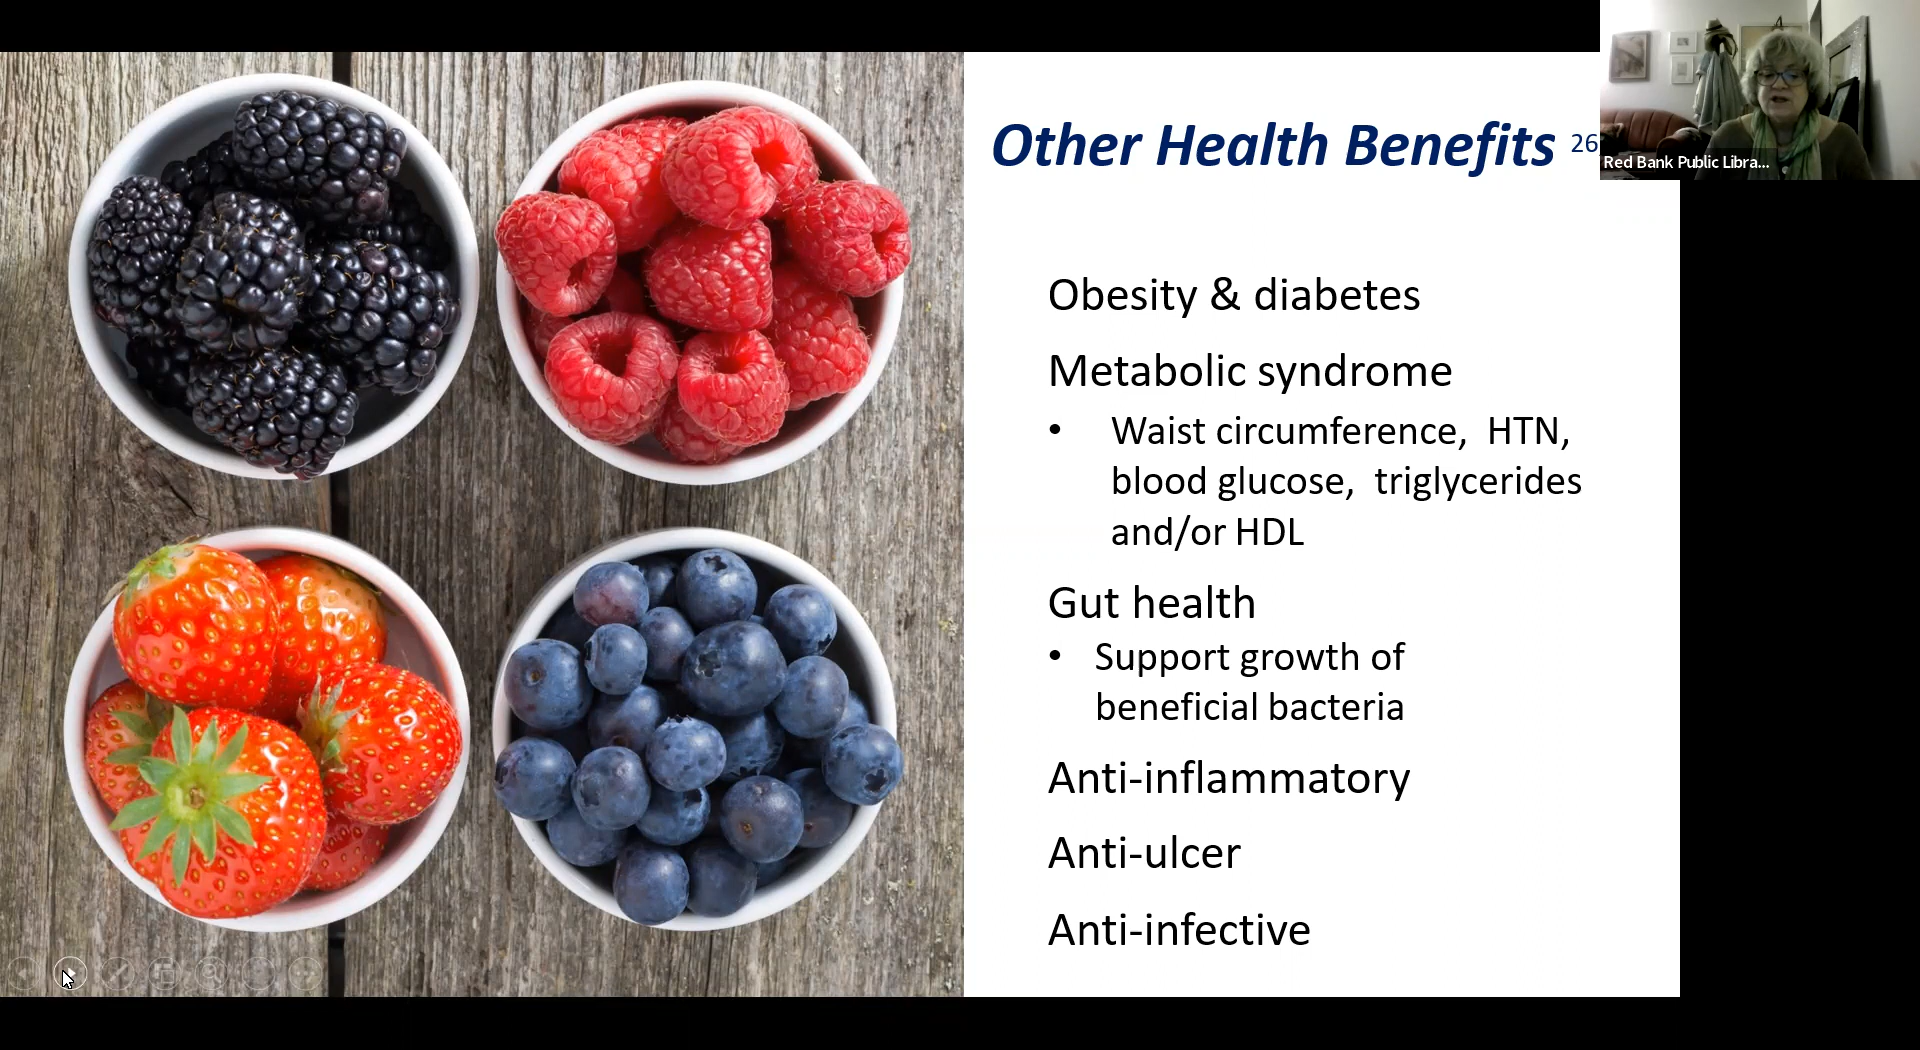 Other Health Benefits 26
Red Bank Public Libra...
Obesity & diabetes
Metabolic syndrome
• Waist circumference, HTN,
blood glucose, triglycerides
and/or HDL
Gut health
• Support growth of
beneficial bacteria
Anti-inflammatory
Anti-ulcer
Anti-infective